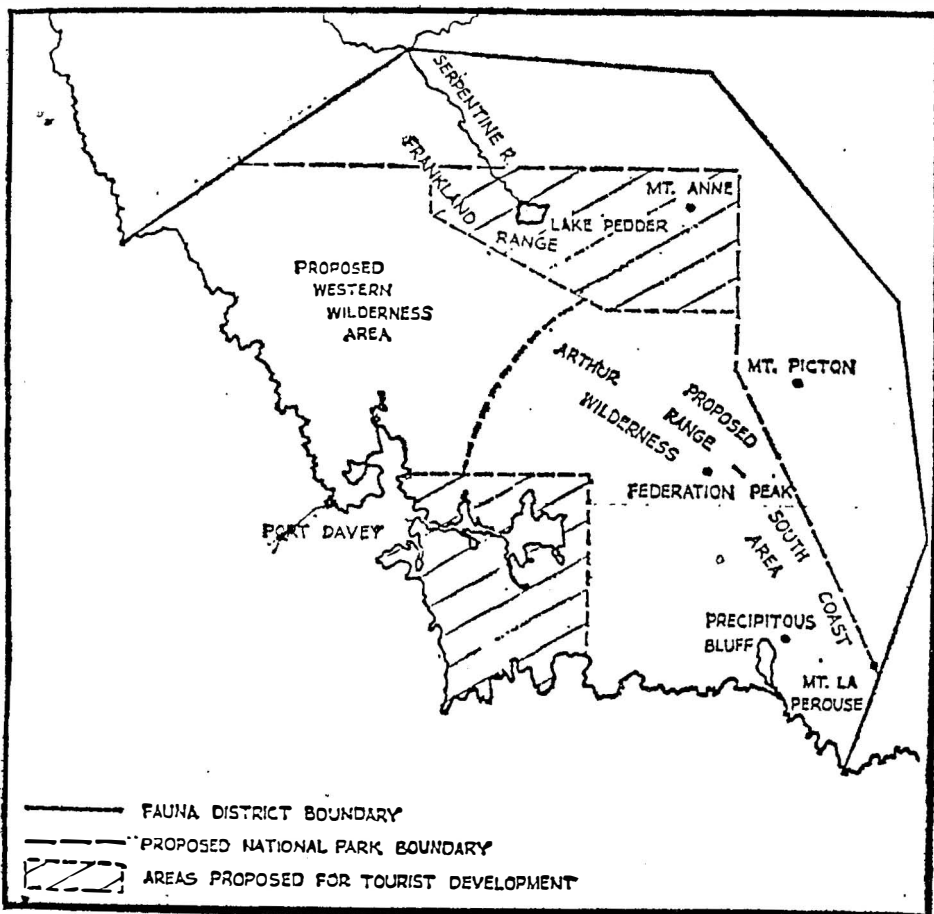 SERPENTINE R.
FRANKLAND
RANGE
MT. ANNE
LAKE PEDDER
PROPOSED
WESTERN
WILDERNESS
AREA
ARTHUR
RANGE
PROPOSED
WILDERNESS
MT. PICTON
FEDERATION PEAK
SOUTH
COAST
AREA
PORT DAVEY
PRECIPITOUS
BLUFF
MT. LA
PEROUSE
FAUNA DISTRICT BOUNDARY
PROPOSED NATIONAL PARK BOUNDARY
AREAS PROPOSED FOR TOURIST DEVELOPMENT